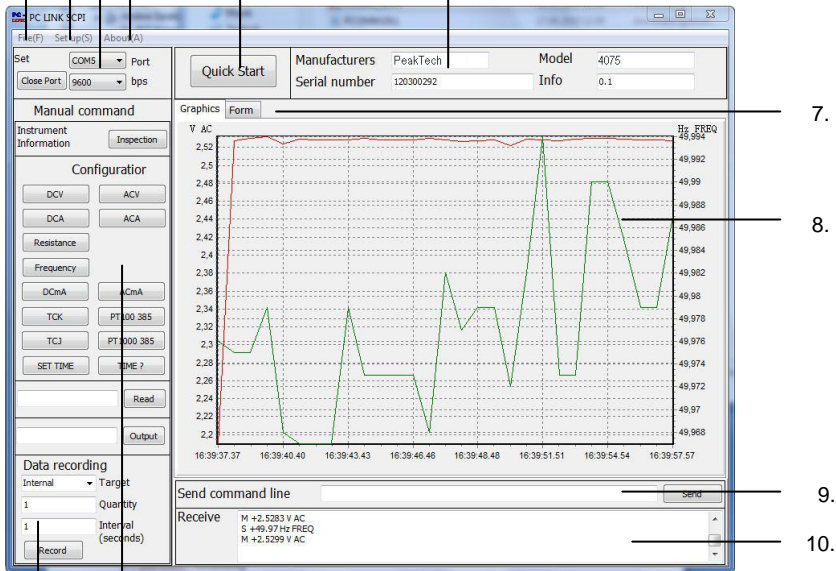 PC LINK SCPI
File(F) Setup(S) About(A)
Set COM5 Port
Close Port 9600 bps
Quick Start
Manufacturers PeakTech Model 4075
Serial number 120300292 Info 0.1
Manual command
Instrument Information Inspection
Configuratior
DCV ACV
DCA ACA
Resistance
Frequency
DCmA ACmA
TCK PT100 385
TCJ PT1000 385
SET TIME TIME ?
Read
Output
Data recording
Internal Target
1 Quantity
1 Interval (seconds)
Record
Graphics Form
V AC Hz FREQ
2,52
2,5
2,48
2,46
2,44
2,42
2,4
2,38
2,36
2,34
2,32
2,3
2,28
2,26
2,24
2,22
2,2
49,994
49,992
49,99
49,988
49,986
49,984
49,982
49,98
49,978
49,976
49,974
49,972
49,97
49,968
16:39:37.37 16:39:40.40 16:39:43.43 16:39:46.46 16:39:48.48 16:39:51.51 16:39:54.54 16:39:57.57
Send command line Send
Receive
M +2.5283 V AC
S +49.97 Hz FREQ
M +2.5299 V AC
7.
8.
9.
10.